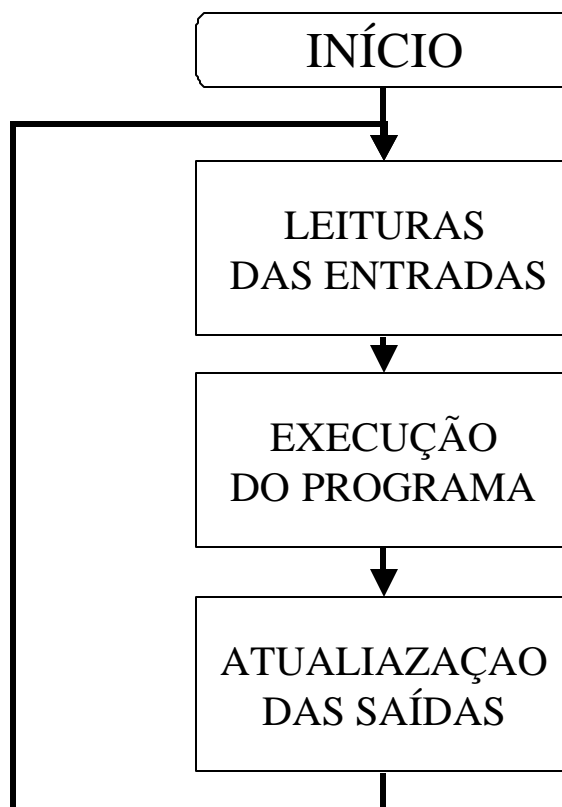 INÍCIO
LEITURAS
DAS ENTRADAS
EXECUÇÃO
DO PROGRAMA
ATUALIAZAÇAO
DAS SAÍDAS